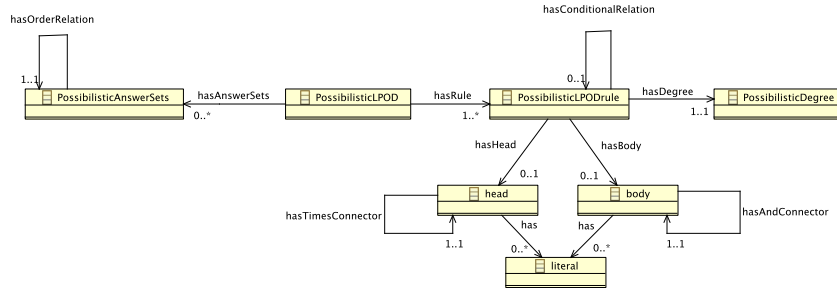 hasConditionalRelation
hasOrderRelation
1..1
0..1
PossibilisticAnswerSets
hasAnswerSets
PossibilisticLPOD
hasRule
PossibilisticLPODrule
hasDegree
PossibilisticDegree
0..*
1..*
1..1
hasHead
hasBody
0..1
0..1
head
body
hasTimesConnector
hasAndConnector
has
has
1..1
0..*
0..*
1..1
literal